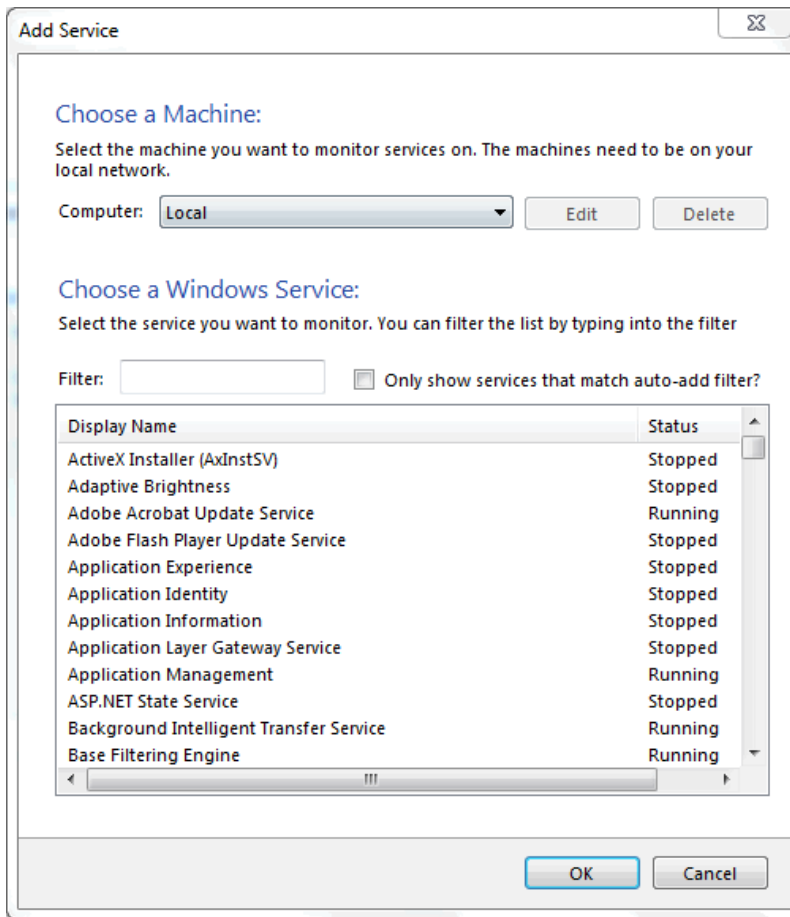 Add Service
Choose a Machine:
Select the machine you want to monitor services on. The machines need to be on your
local network.
Computer: Local Edit Delete
Choose a Windows Service:
Select the service you want to monitor. You can filter the list by typing into the filter
Filter: Only show services that match auto-add filter?
Display Name Status
ActiveX Installer (AxInstSV) Stopped
Adaptive Brightness Stopped
Adobe Acrobat Update Service Running
Adobe Flash Player Update Service Stopped
Application Experience Stopped
Application Identity Stopped
Application Information Stopped
Application Layer Gateway Service Stopped
Application Management Running
ASP.NET State Service Stopped
Background Intelligent Transfer Service Running
Base Filtering Engine Running
OK Cancel